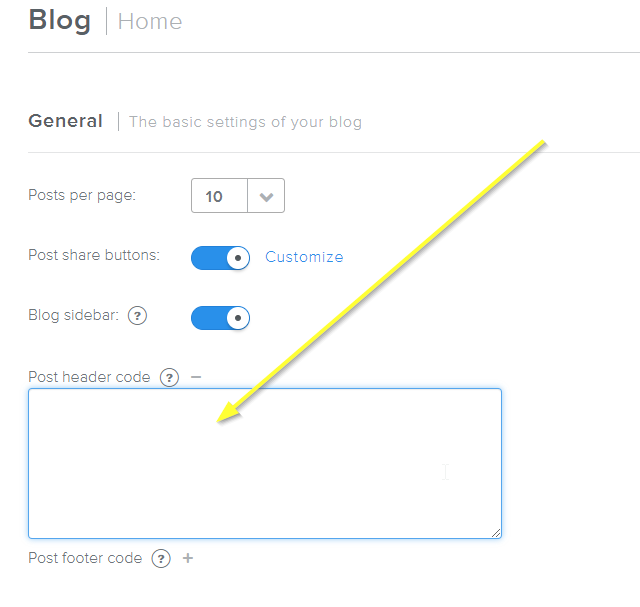 Blog | Home
General | The basic settings of your blog
Posts per page: 10
Post share buttons: Customize
Blog sidebar: ?
Post header code ? −
Post footer code ? +